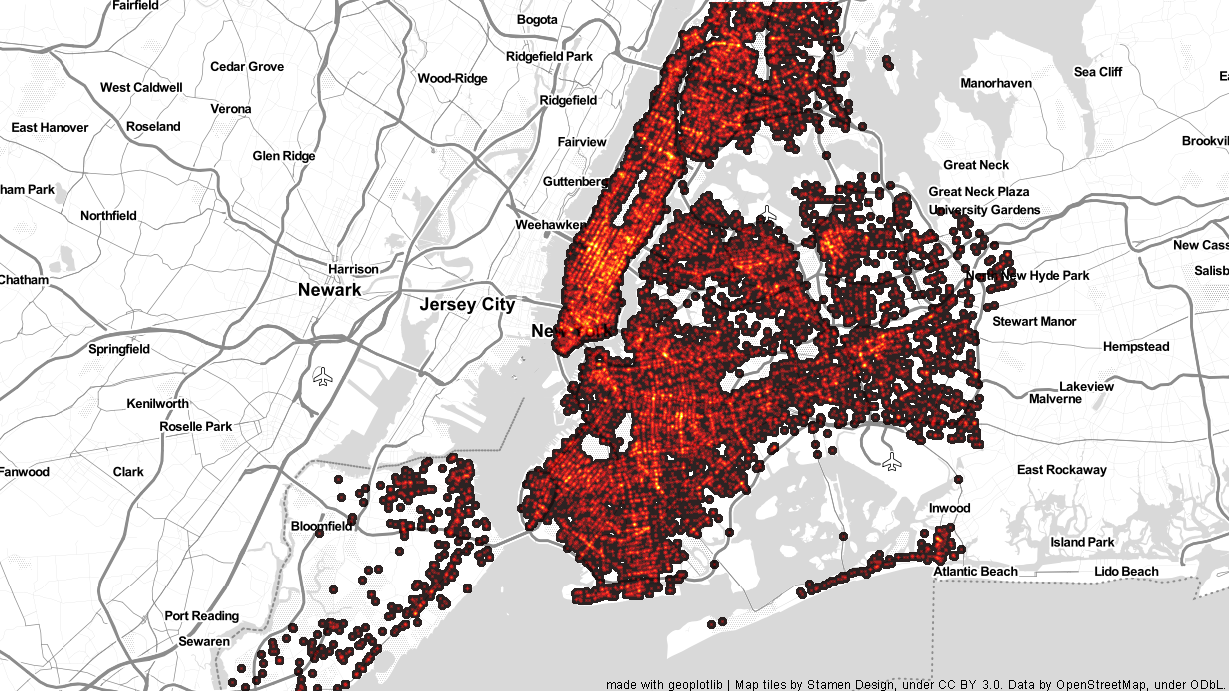 Fairfield
Bogota
Ridgefield Park
Cedar Grove
Wood-Ridge
Sea Cliff
Manorhaven
West Caldwell
Ridgefield
Verona
East Hanover
Roseland
Fairview
Glen Ridge
Great Neck
Guttenberg
ham Park
Great Neck Plaza
University Gardens
Northfield
Weehawken
New Cass
North New Hyde Park
Salisb
Chatham
Harrison
Newark
Jersey City
New York
Stewart Manor
Springfield
Hempstead
Lakeview
Malverne
Kenilworth
Roselle Park
Fanwood
Clark
East Rockaway
Inwood
Bloomfield
Island Park
Atlantic Beach
Lido Beach
Port Reading
Sewaren
made with geoplotlib | Map tiles by Stamen Design, under CC BY 3.0. Data by OpenStreetMap, under ODbL.